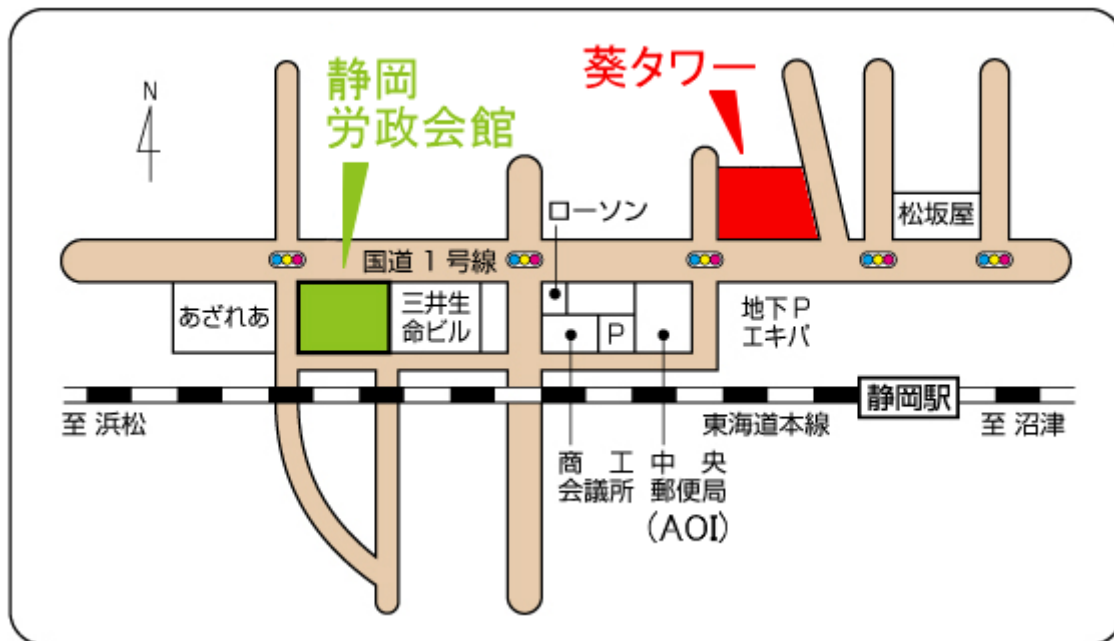 N
静岡
労政会館
葵タワー
ローソン
松坂屋
国道1号線
あざれあ
三井生
命ビル
P
地下P
エキパ
静岡駅
至 浜松
東海道本線
至 沼津
商 工
会議所
中 央
郵便局
(AOI)